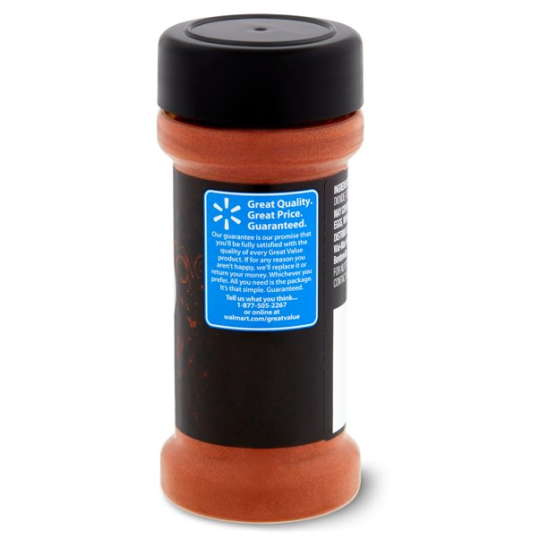 Great Quality.
Great Price.
Guaranteed.
Our guarantee is our promise that
you'll be fully satisfied with the
quality of every Great Value
product. If for any reason you
aren't happy, we'll replace it or
return your money. Whichever you
prefer. All you need is the package.
It's that simple. Guaranteed.
Tell us what you think...
1-877-505-2267
or online at
walmart.com/greatvalue